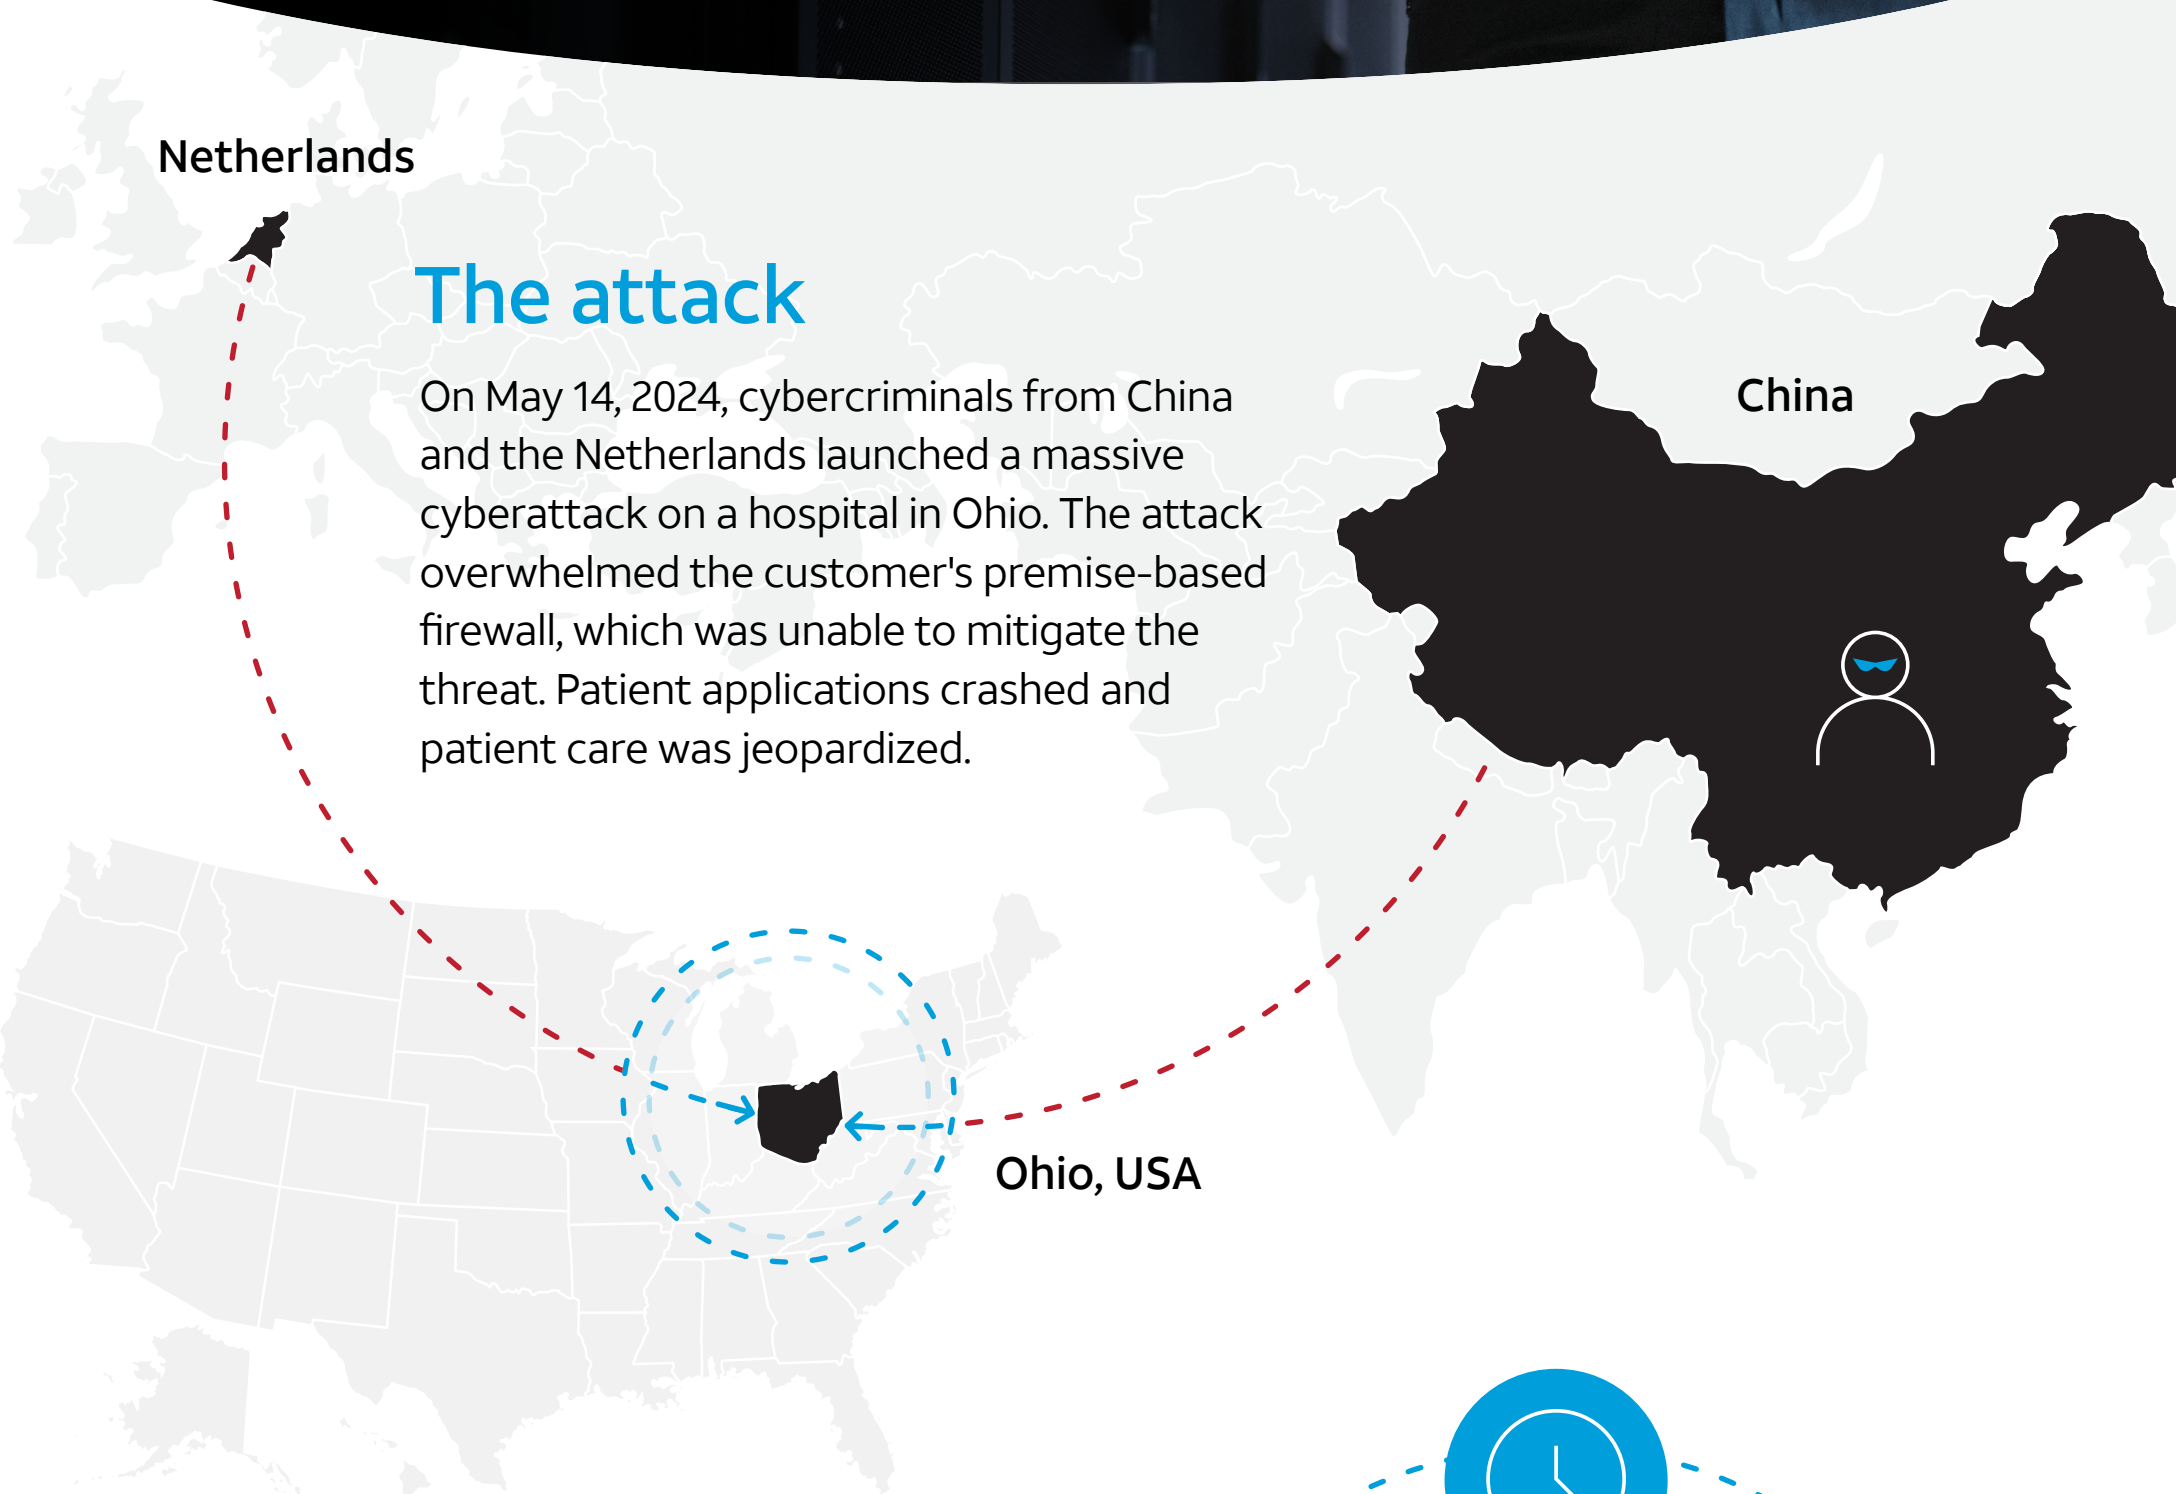 Netherlands
The attack
China
On May 14, 2024, cybercriminals from China
and the Netherlands launched a massive
cyberattack on a hospital in Ohio. The attack
overwhelmed the customer's premise-based
firewall, which was unable to mitigate the
threat. Patient applications crashed and
patient care was jeopardized.
Ohio, USA